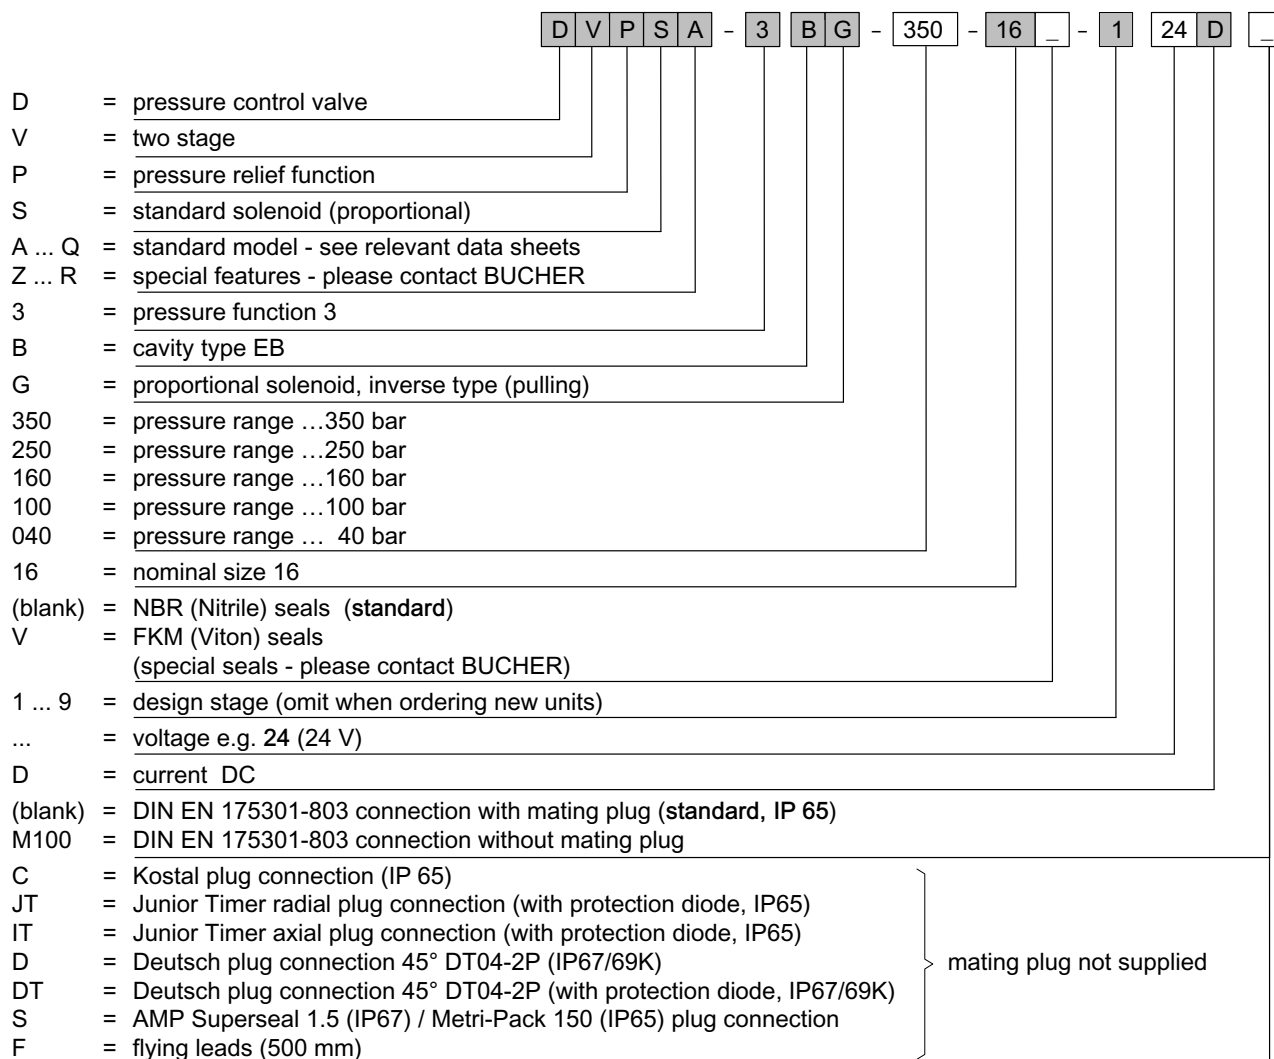 D V P S A - 3 B G - 350 - 16 _ - 1 24 D _
D = pressure control valve
V = two stage
P = pressure relief function
S = standard solenoid (proportional)
A ... Q = standard model - see relevant data sheets
Z ... R = special features - please contact BUCHER
3 = pressure function 3
B = cavity type EB
G = proportional solenoid, inverse type (pulling)
350 = pressure range …350 bar
250 = pressure range …250 bar
160 = pressure range …160 bar
100 = pressure range …100 bar
040 = pressure range … 40 bar
16 = nominal size 16
(blank) = NBR (Nitrile) seals (standard)
V = FKM (Viton) seals
(special seals - please contact BUCHER)
1 ... 9 = design stage (omit when ordering new units)
... = voltage e.g. 24 (24 V)
D = current DC
(blank) = DIN EN 175301-803 connection with mating plug (standard, IP 65)
M100 = DIN EN 175301-803 connection without mating plug
C = Kostal plug connection (IP 65)
JT = Junior Timer radial plug connection (with protection diode, IP65)
IT = Junior Timer axial plug connection (with protection diode, IP65)
D = Deutsch plug connection 45° DT04-2P (IP67/69K) mating plug not supplied
DT = Deutsch plug connection 45° DT04-2P (with protection diode, IP67/69K)
S = AMP Superseal 1.5 (IP67) / Metri-Pack 150 (IP65) plug connection
F = flying leads (500 mm)